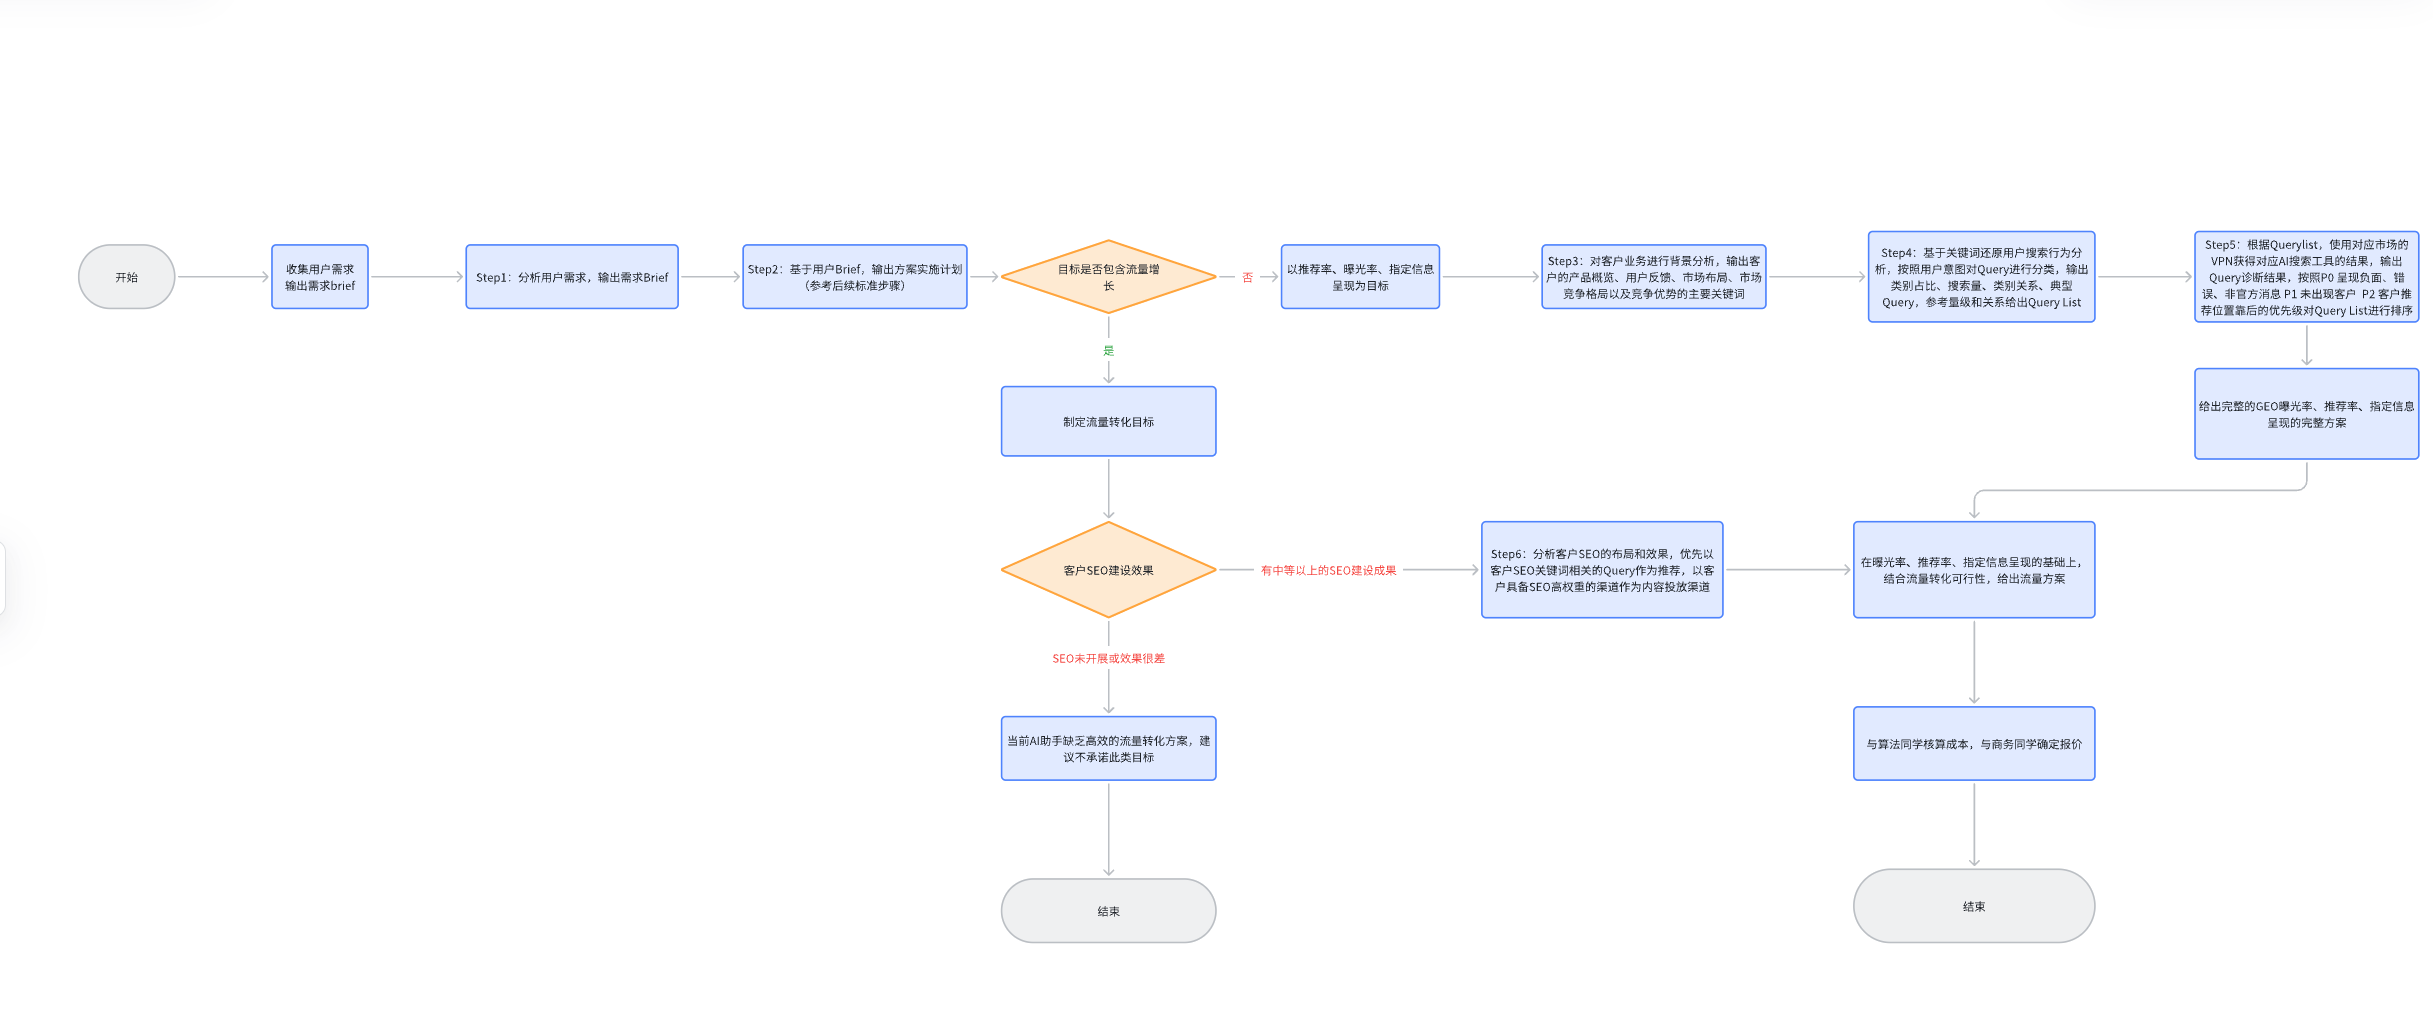 开始
收集用户需求
输出需求brief
Step1：分析用户需求，输出需求Brief
Step2：基于用户Brief，输出方案实施计划
（参考后续标准步骤）
目标是否包含流量增
长
否
以推荐率、曝光率、指定信息
呈现为目标
Step3：对客户业务进行背景分析，输出客
户的产品概览、用户反馈、市场布局、市场
竞争格局以及竞争优势的主要关键词
Step4：基于关键词还原用户搜索行为分
析，按照用户意图对Query进行分类，输出
类别占比、搜索量、类别关系、典型
Query，参考量级和关系给出Query List
Step5：根据Querylist，使用对应市场的
VPN获得对应AI搜索工具的结果，输出
Query诊断结果，按照P0 呈现负面、错
误、非官方消息 P1 未出现客户  P2 客户推
荐位置靠后的优先级对Query List进行排序
是
制定流量转化目标
给出完整的GEO曝光率、推荐率、指定信息
呈现的完整方案
客户SEO建设效果
有中等以上的SEO建设成果
Step6：分析客户SEO的布局和效果，优先以
客户SEO关键词相关的Query作为推荐，以客
户具备SEO高权重的渠道作为内容投放渠道
在曝光率、推荐率、指定信息呈现的基础上，
结合流量转化可行性，给出流量方案
SEO未开展或效果很差
当前AI助手缺乏高效的流量转化方案，建
议不承诺此类目标
与算法同学核算成本，与商务同学确定报价
结束
结束